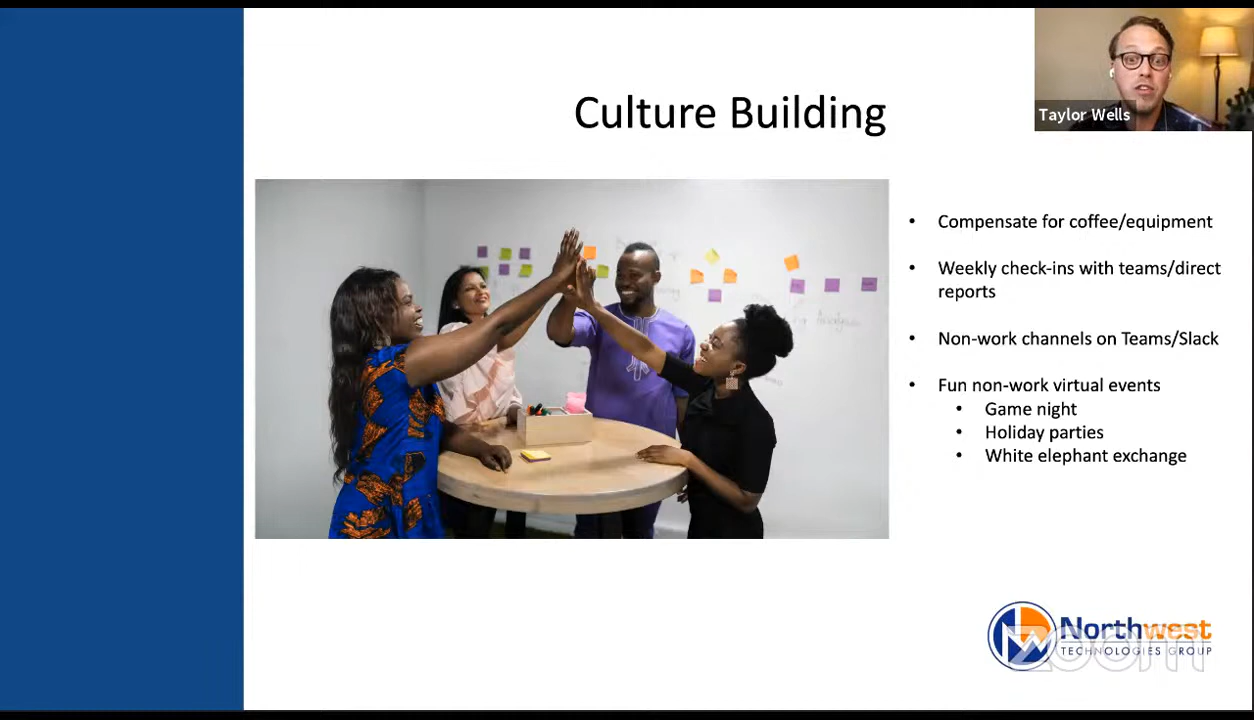 Culture Building
Taylor Wells
• Compensate for coffee/equipment
• Weekly check-ins with teams/direct
reports
• Non-work channels on Teams/Slack
• Fun non-work virtual events
• Game night
• Holiday parties
• White elephant exchange
Northwest
TECHNOLOGIES GROUP
zoom